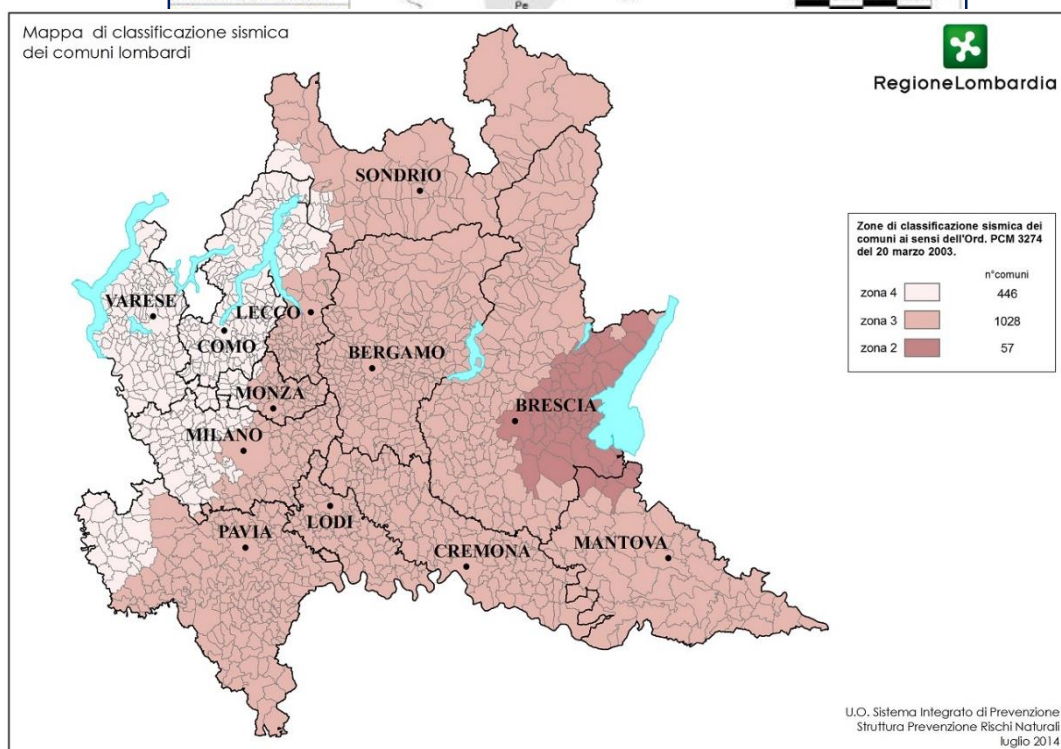 Pe
Mappa di classificazione sismica
dei comuni lombardi
RegioneLombardia
SONDRIO
VARESE
LECCO
COMO
BERGAMO
MONZA
BRESCIA
MILANO
LODI
PAVIA
CREMONA
MANTOVA
Zone di classificazione sismica dei
comuni ai sensi dell'Ord. PCM 3274
del 20 marzo 2003.
n°comuni
zona 4 446
zona 3 1028
zona 2 57
U.O. Sistema Integrato di Prevenzione
Struttura Prevenzione Rischi Naturali
luglio 2014